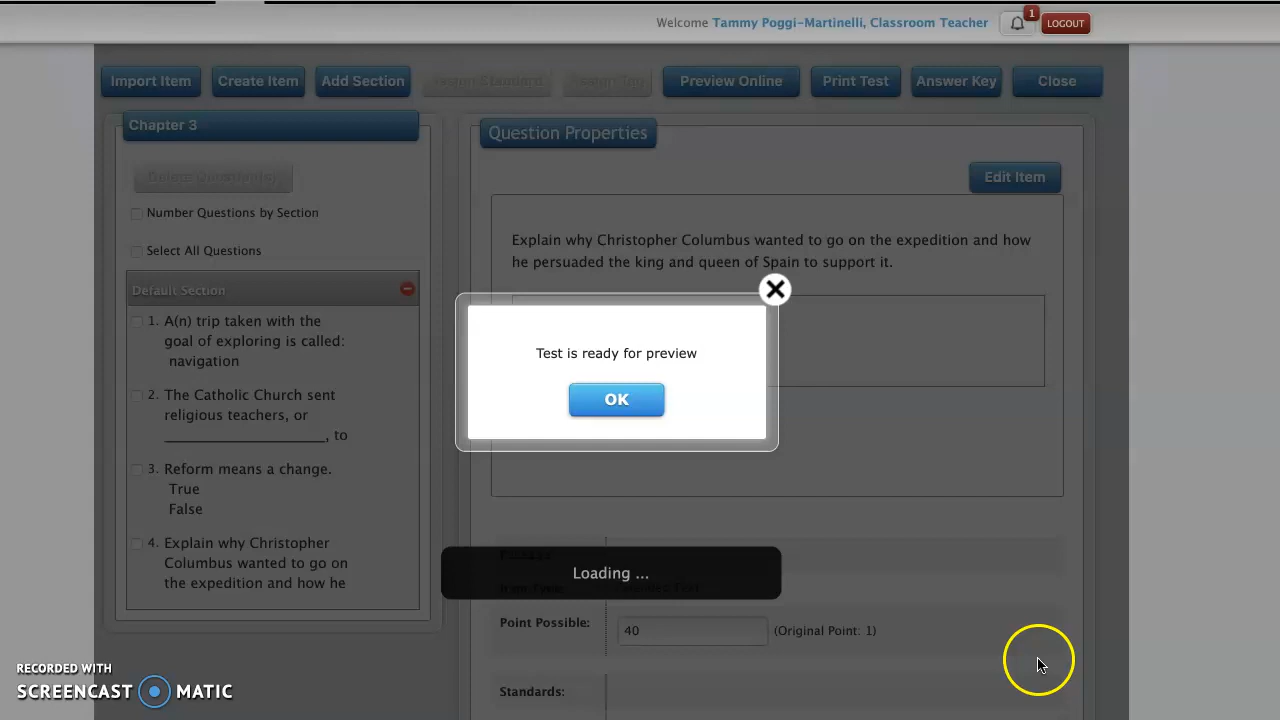 Welcome Tammy Poggi-Martinelli, Classroom Teacher
1
LOGOUT
Import Item
Create Item
Add Section
Preview Online
Print Test
Answer Key
Close
Chapter 3
Question Properties
Delete Question(s)
Edit Item
Number Questions by Section
Select All Questions
Explain why Christopher Columbus wanted to go on the expedition and how
he persuaded the king and queen of Spain to support it.
Default Section
1. A(n) trip taken with the
goal of exploring is called:
navigation
2. The Catholic Church sent
religious teachers, or
____________________, to
3. Reform means a change.
True
False
4. Explain why Christopher
Columbus wanted to go on
the expedition and how he
Test is ready for preview
OK
Loading ...
Point Possible:
40
(Original Point: 1)
Standards:
RECORDED WITH
SCREENCAST MATIC